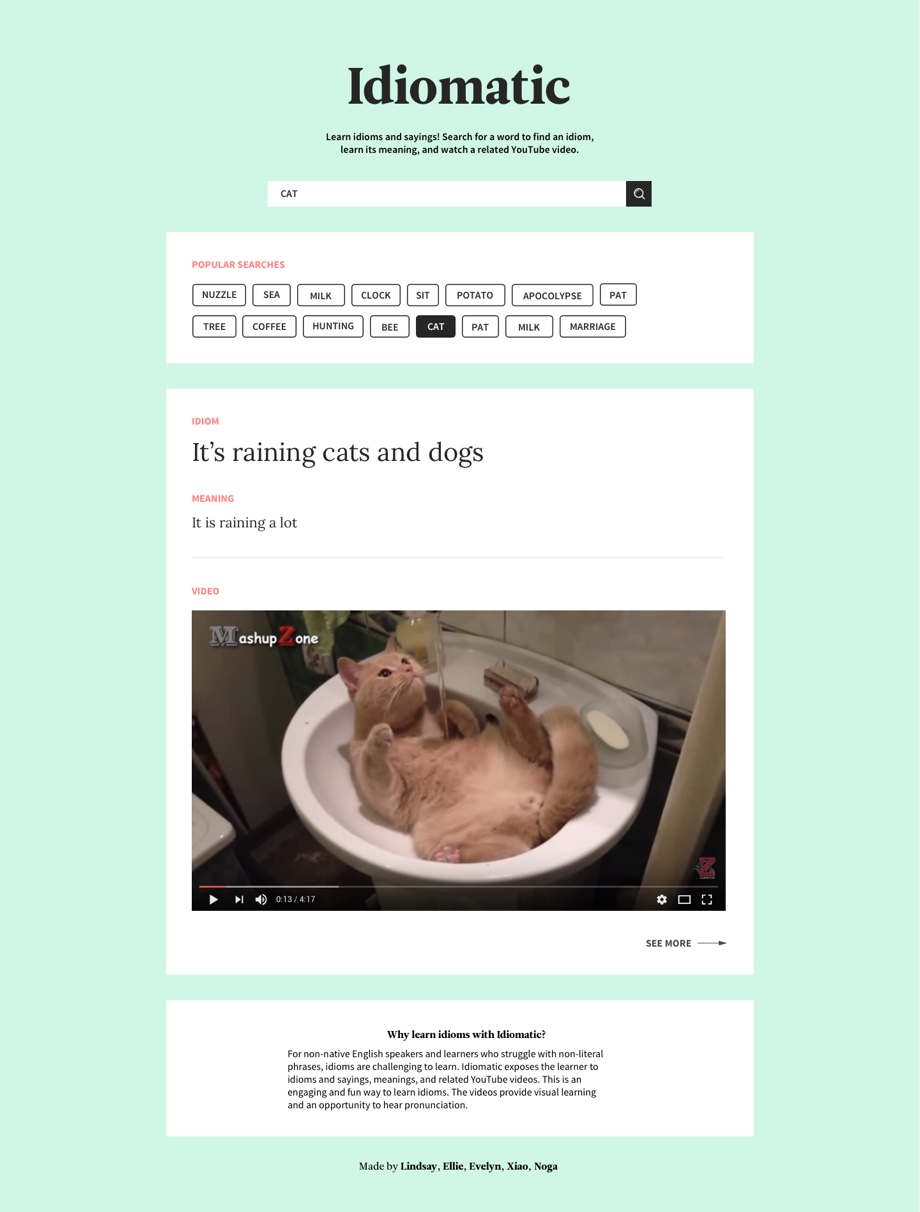 Idiomatic
Learn idioms and sayings! Search for a word to find an idiom,
learn its meaning, and watch a related YouTube video.
CAT
POPULAR SEARCHES
NUZZLE SEA MILK CLOCK SIT POTATO APOCOLYPSE PAT
TREE COFFEE HUNTING BEE CAT PAT MILK MARRIAGE
IDIOM
It’s raining cats and dogs
MEANING
It is raining a lot
VIDEO
Mashup Zone
Z
0:13 / 4:17
SEE MORE
Why learn idioms with Idiomatic?
For non-native English speakers and learners who struggle with non-literal
phrases, idioms are challenging to learn. Idiomatic exposes the learner to
idioms and sayings, meanings, and related YouTube videos. This is an
engaging and fun way to learn idioms. The videos provide visual learning
and an opportunity to hear pronunciation.
Made by Lindsay, Ellie, Evelyn, Xiao, Noga